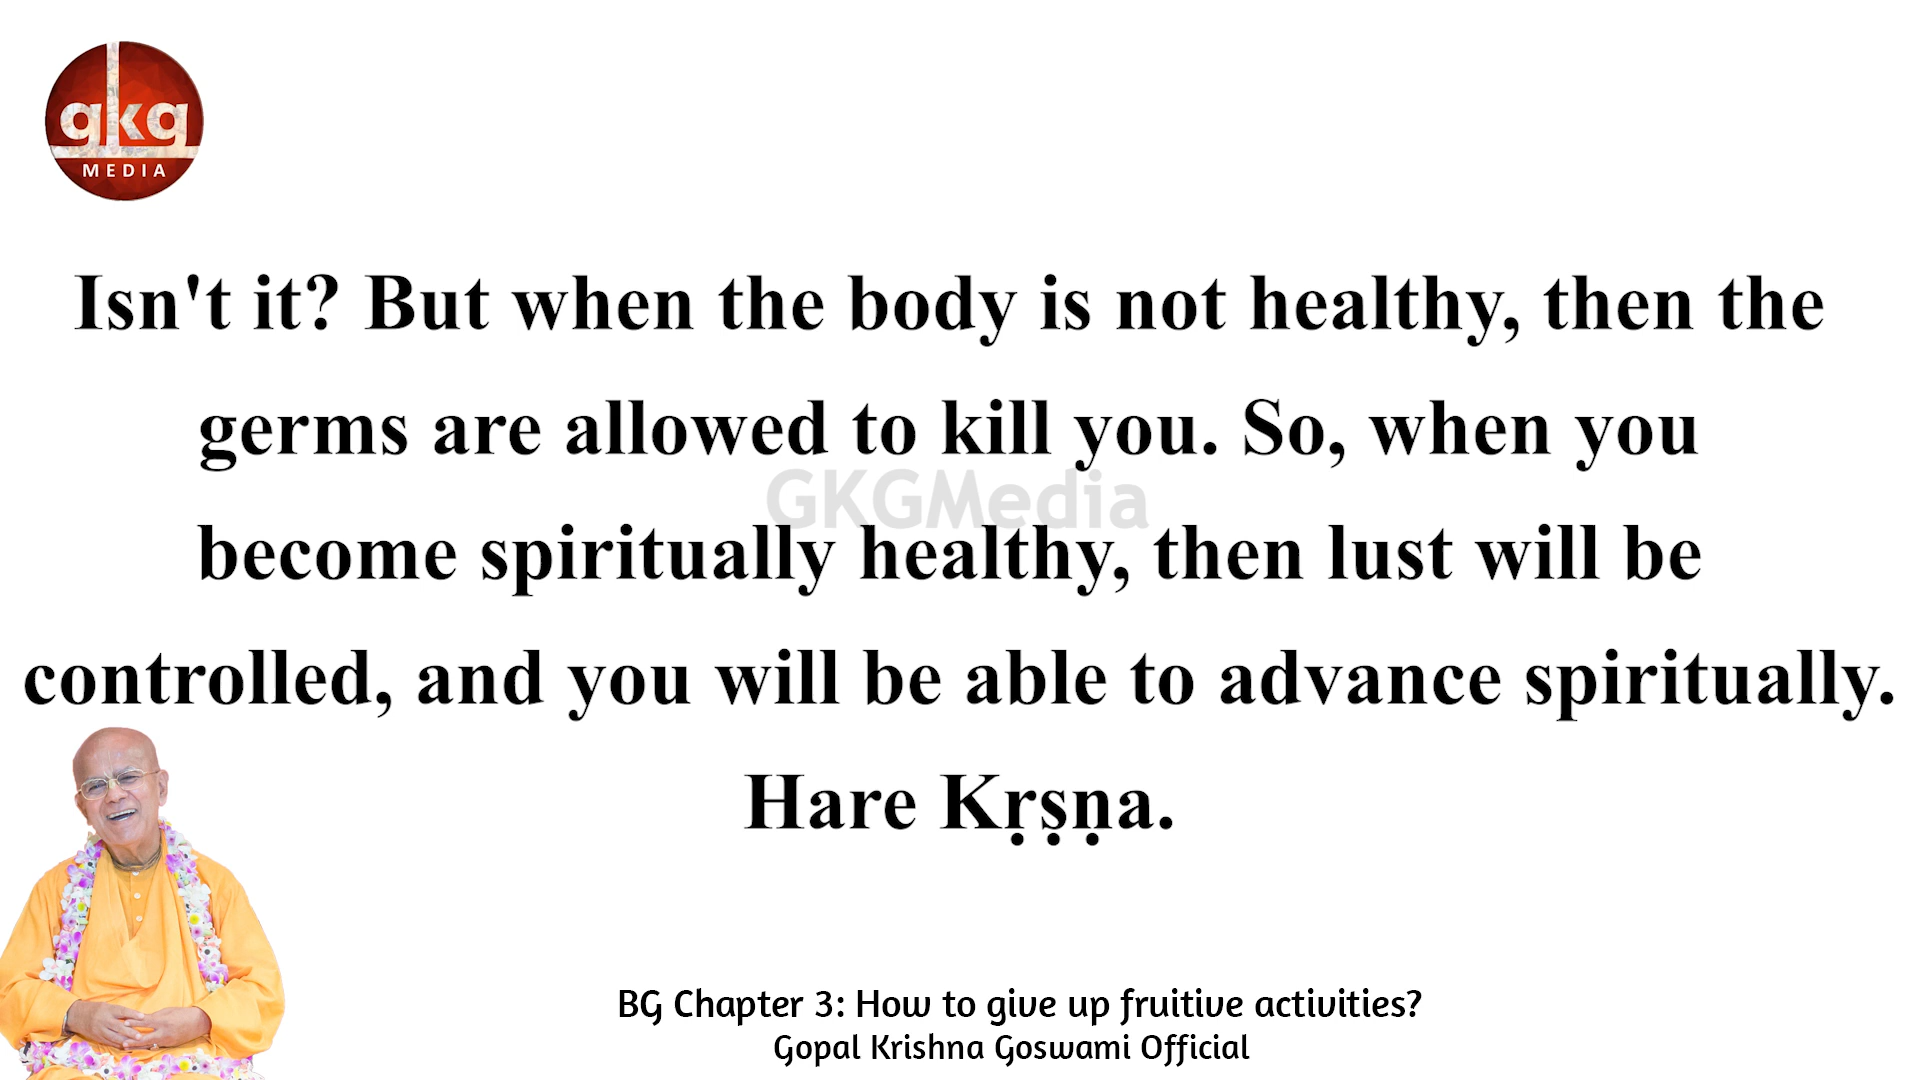 gkg
MEDIA
Isn't it? But when the body is not healthy, then the
germs are allowed to kill you. So, when you
GKGMedia
become spiritually healthy, then lust will be
controlled, and you will be able to advance spiritually.
Hare Kṛṣṇa.
BG Chapter 3: How to give up fruitive activities?
Gopal Krishna Goswami Official